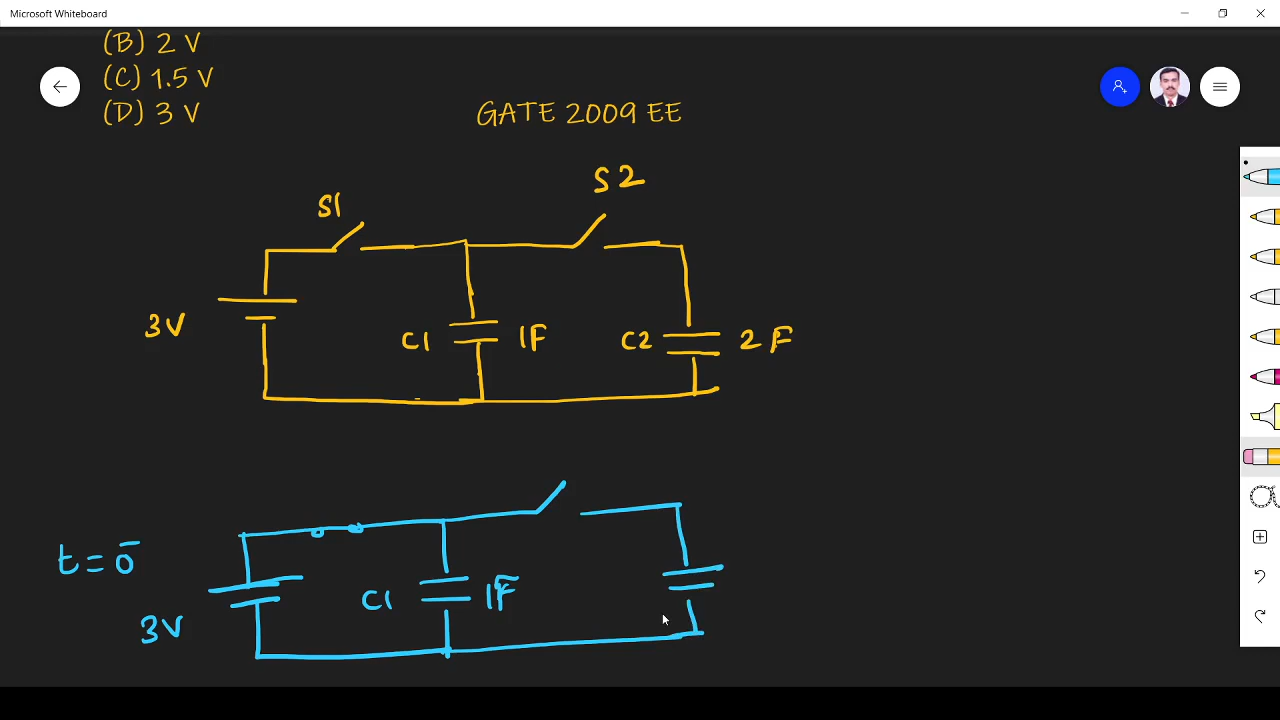 Microsoft Whiteboard
(B) 2 V
(C) 1.5 V
(D) 3 V
GATE 2009 EE
S1
S2
3V
C1
1F
C2
2 F
t = 0⁻
3V
C1
1F